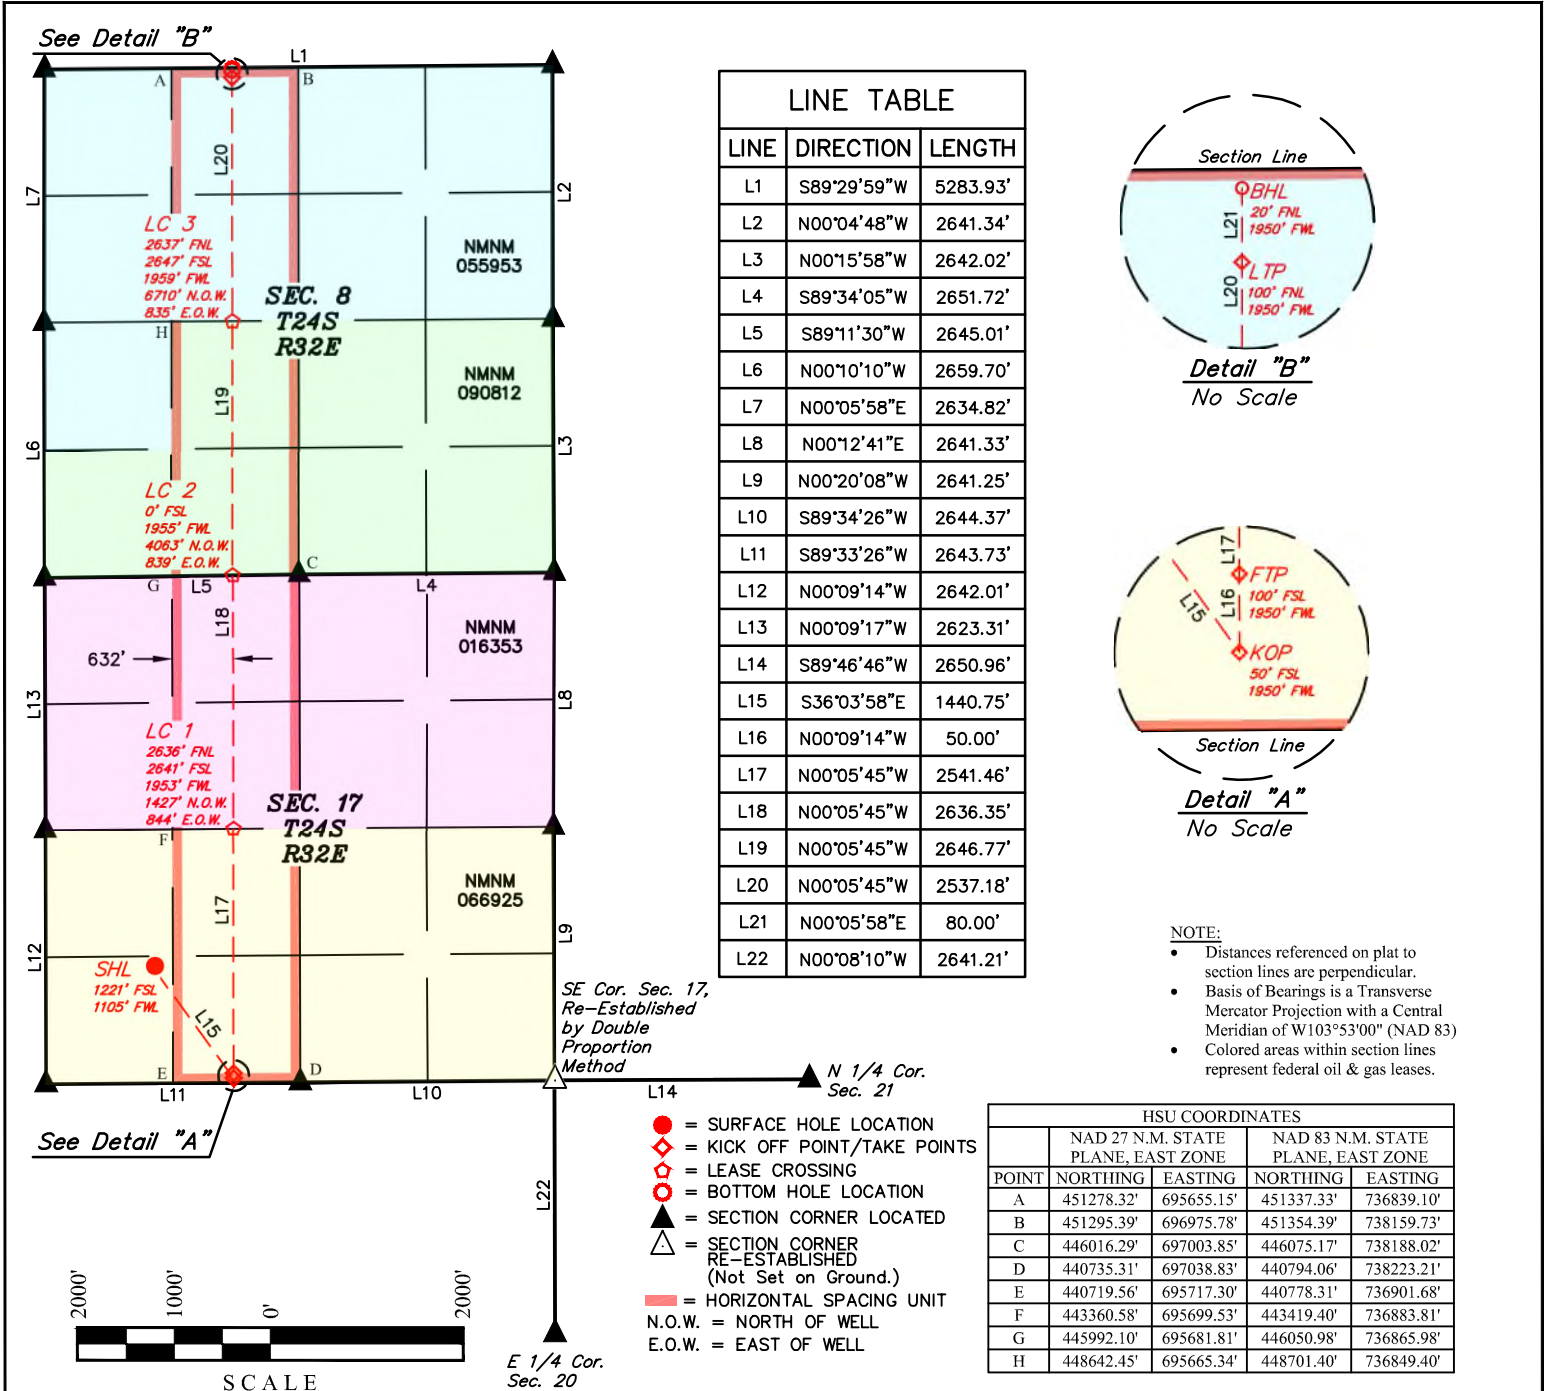 See Detail "B"
L1
A
B
L20
L7
L2
LC 3
2637' FNL
2647' FSL
1959' FWL
6710' N.O.W.
835' E.O.W.
NMNM
055953
SEC. 8
T24S
R32E
H
NMNM
090812
L19
L6
L3
LC 2
0' FSL
1955' FWL
4063' N.O.W.
839' E.O.W.
C
G
L5
L4
L18
NMNM
016353
632'
L13
L8
LC 1
2636' FNL
2641' FSL
1953' FWL
1427' N.O.W.
844' E.O.W.
SEC. 17
T24S
R32E
F
NMNM
066925
L17
L12
L9
SHL
1221' FSL
1105' FWL
L15
E
D
L11
L10
See Detail "A"
SE Cor. Sec. 17,
Re-Established
by Double
Proportion
Method
L14
N 1/4 Cor.
Sec. 21
L22
E 1/4 Cor.
Sec. 20
LINE TABLE
LINE DIRECTION LENGTH
L1 S89°29'59"W 5283.93'
L2 N00°04'48"W 2641.34'
L3 N00°15'58"W 2642.02'
L4 S89°34'05"W 2651.72'
L5 S89°11'30"W 2645.01'
L6 N00°10'10"W 2659.70'
L7 N00°05'58"E 2634.82'
L8 N00°12'41"E 2641.33'
L9 N00°20'08"W 2641.25'
L10 S89°34'26"W 2644.37'
L11 S89°33'26"W 2643.73'
L12 N00°09'14"W 2642.01'
L13 N00°09'17"W 2623.31'
L14 S89°46'46"W 2650.96'
L15 S36°03'58"E 1440.75'
L16 N00°09'14"W 50.00'
L17 N00°05'45"W 2541.46'
L18 N00°05'45"W 2636.35'
L19 N00°05'45"W 2646.77'
L20 N00°05'45"W 2537.18'
L21 N00°05'58"E 80.00'
L22 N00°08'10"W 2641.21'
Section Line
BHL
20' FNL
1950' FWL
L21
LTP
100' FNL
1950' FWL
L20
Detail "B"
No Scale
L17
FTP
100' FSL
1950' FWL
L16
L15
KOP
50' FSL
1950' FWL
Section Line
Detail "A"
No Scale
NOTE:
• Distances referenced on plat to
section lines are perpendicular.
• Basis of Bearings is a Transverse
Mercator Projection with a Central
Meridian of W103°53'00" (NAD 83)
• Colored areas within section lines
represent federal oil & gas leases.
= SURFACE HOLE LOCATION
= KICK OFF POINT/TAKE POINTS
= LEASE CROSSING
= BOTTOM HOLE LOCATION
= SECTION CORNER LOCATED
= SECTION CORNER
RE-ESTABLISHED
(Not Set on Ground.)
= HORIZONTAL SPACING UNIT
N.O.W. = NORTH OF WELL
E.O.W. = EAST OF WELL
2000'
1000'
0'
2000'
SCALE
HSU COORDINATES
NAD 27 N.M. STATE
PLANE, EAST ZONE
NAD 83 N.M. STATE
PLANE, EAST ZONE
POINT NORTHING EASTING NORTHING EASTING
A 451278.32' 695655.15' 451337.33' 736839.10'
B 451295.39' 696975.78' 451354.39' 738159.73'
C 446016.29' 697003.85' 446075.17' 738188.02'
D 440735.31' 697038.83' 440794.06' 738223.21'
E 440719.56' 695717.30' 440778.31' 736901.68'
F 443360.58' 695699.53' 443419.40' 736883.81'
G 445992.10' 695681.81' 446050.98' 736865.98'
H 448642.45' 695665.34' 448701.40' 736849.40'